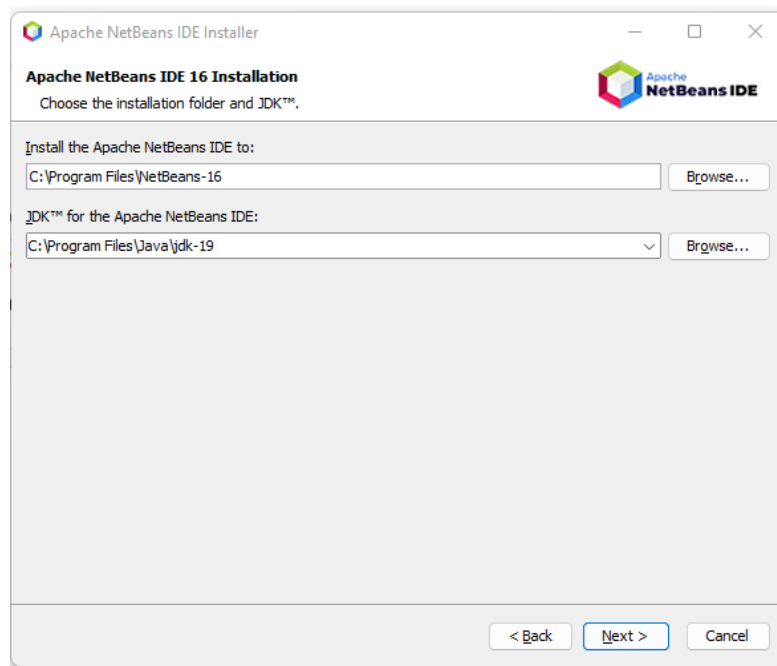 Apache NetBeans IDE Installer
Apache NetBeans IDE 16 Installation
Choose the installation folder and JDK™.
Apache
NetBeans IDE
Install the Apache NetBeans IDE to:
C:\Program Files\NetBeans-16
Browse...
JDK™ for the Apache NetBeans IDE:
C:\Program Files\Java\jdk-19
Browse...
< Back
Next >
Cancel